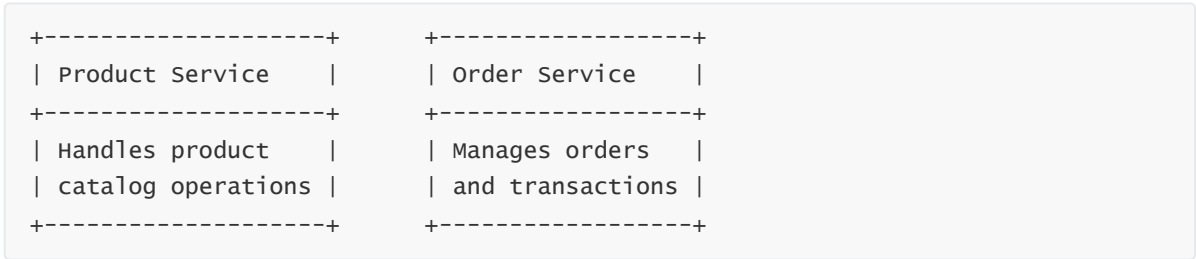 +--------------------+      +------------------+
| Product Service    |      | Order Service    |
+--------------------+      +------------------+
| Handles product    |      | Manages orders   |
| catalog operations |      | and transactions |
+--------------------+      +------------------+